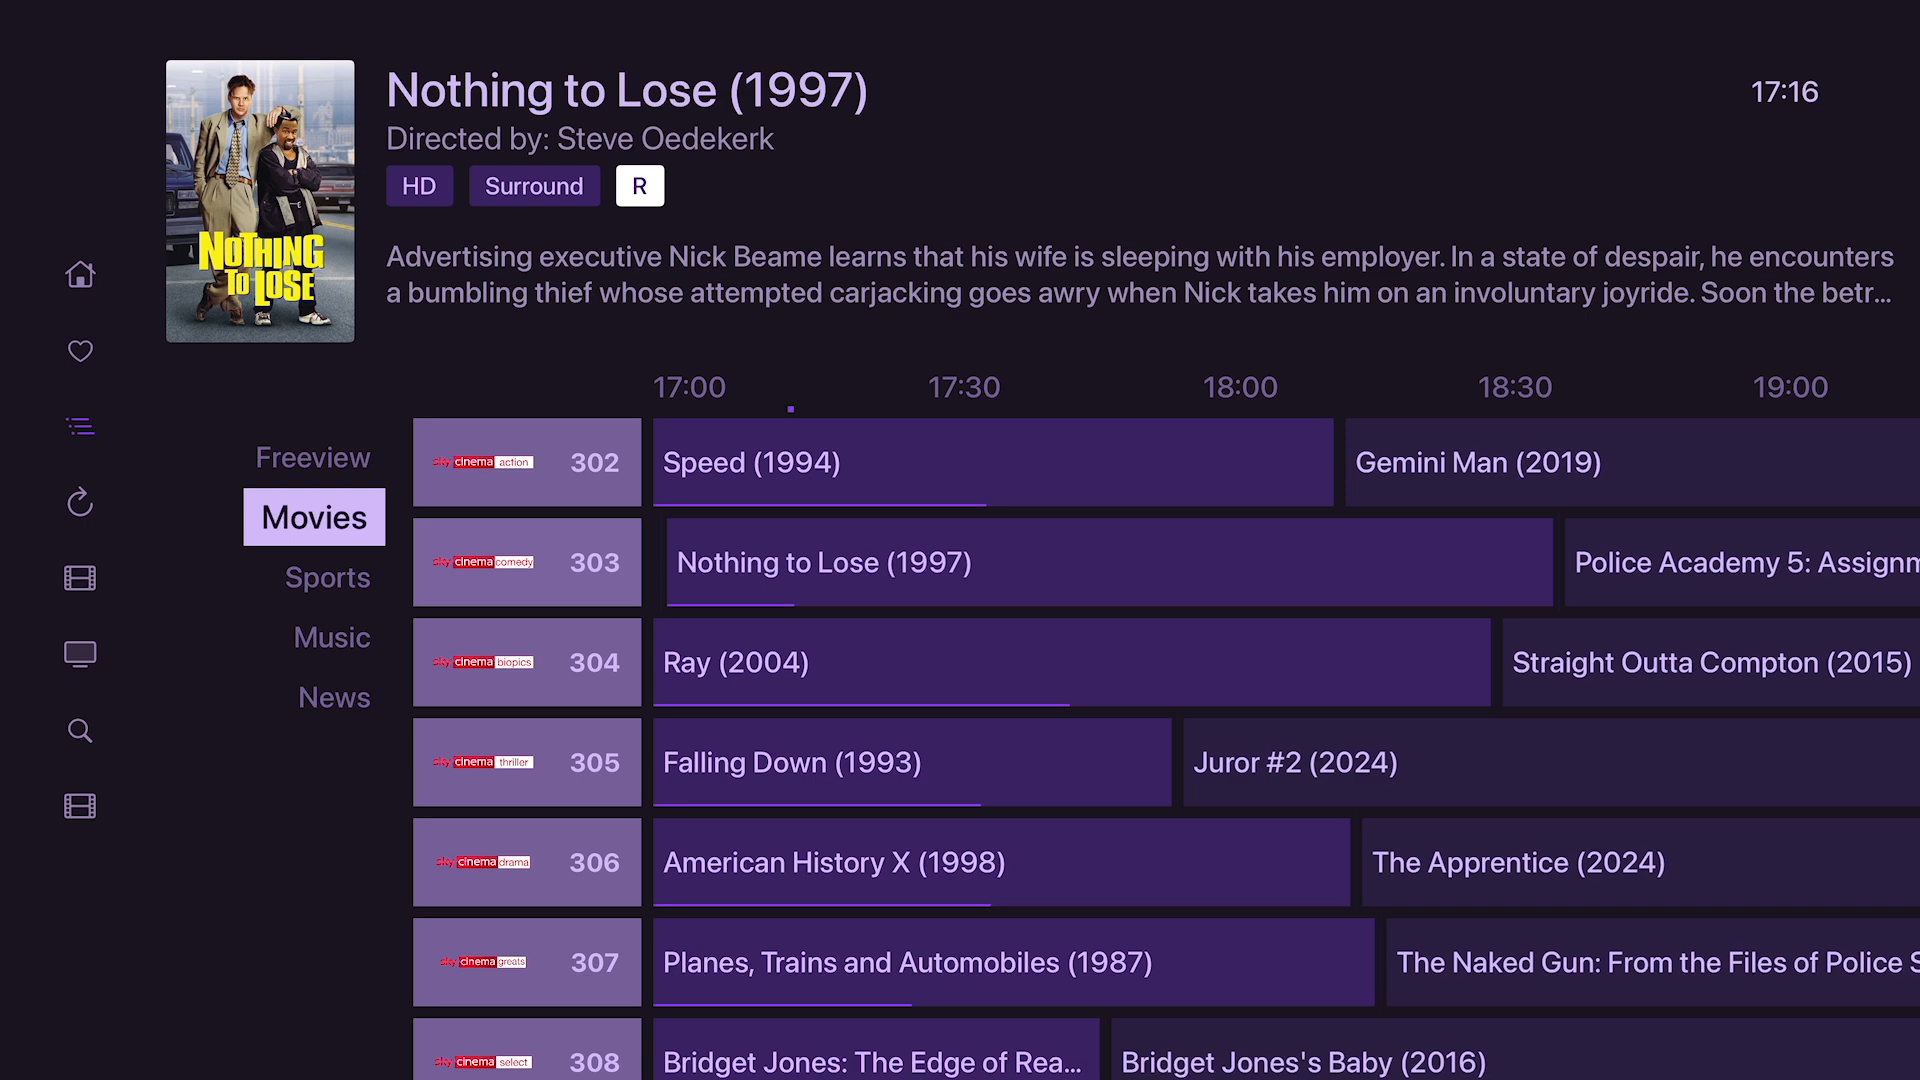 Nothing to Lose (1997)
17:16
Directed by: Steve Oedekerk
HD Surround R
Advertising executive Nick Beame learns that his wife is sleeping with his employer. In a state of despair, he encounters
a bumbling thief whose attempted carjacking goes awry when Nick takes him on an involuntary joyride. Soon the betr...
NOTHING
TO LOSE
17:00 17:30 18:00 18:30 19:00
Freeview
Movies
Sports
Music
News
sky cinema action 302 Speed (1994) Gemini Man (2019)
sky cinema comedy 303 Nothing to Lose (1997) Police Academy 5: Assignm
sky cinema biopics 304 Ray (2004) Straight Outta Compton (2015)
sky cinema thriller 305 Falling Down (1993) Juror #2 (2024)
sky cinema drama 306 American History X (1998) The Apprentice (2024)
sky cinema greats 307 Planes, Trains and Automobiles (1987) The Naked Gun: From the Files of Police S
sky cinema select 308 Bridget Jones: The Edge of Rea... Bridget Jones's Baby (2016)